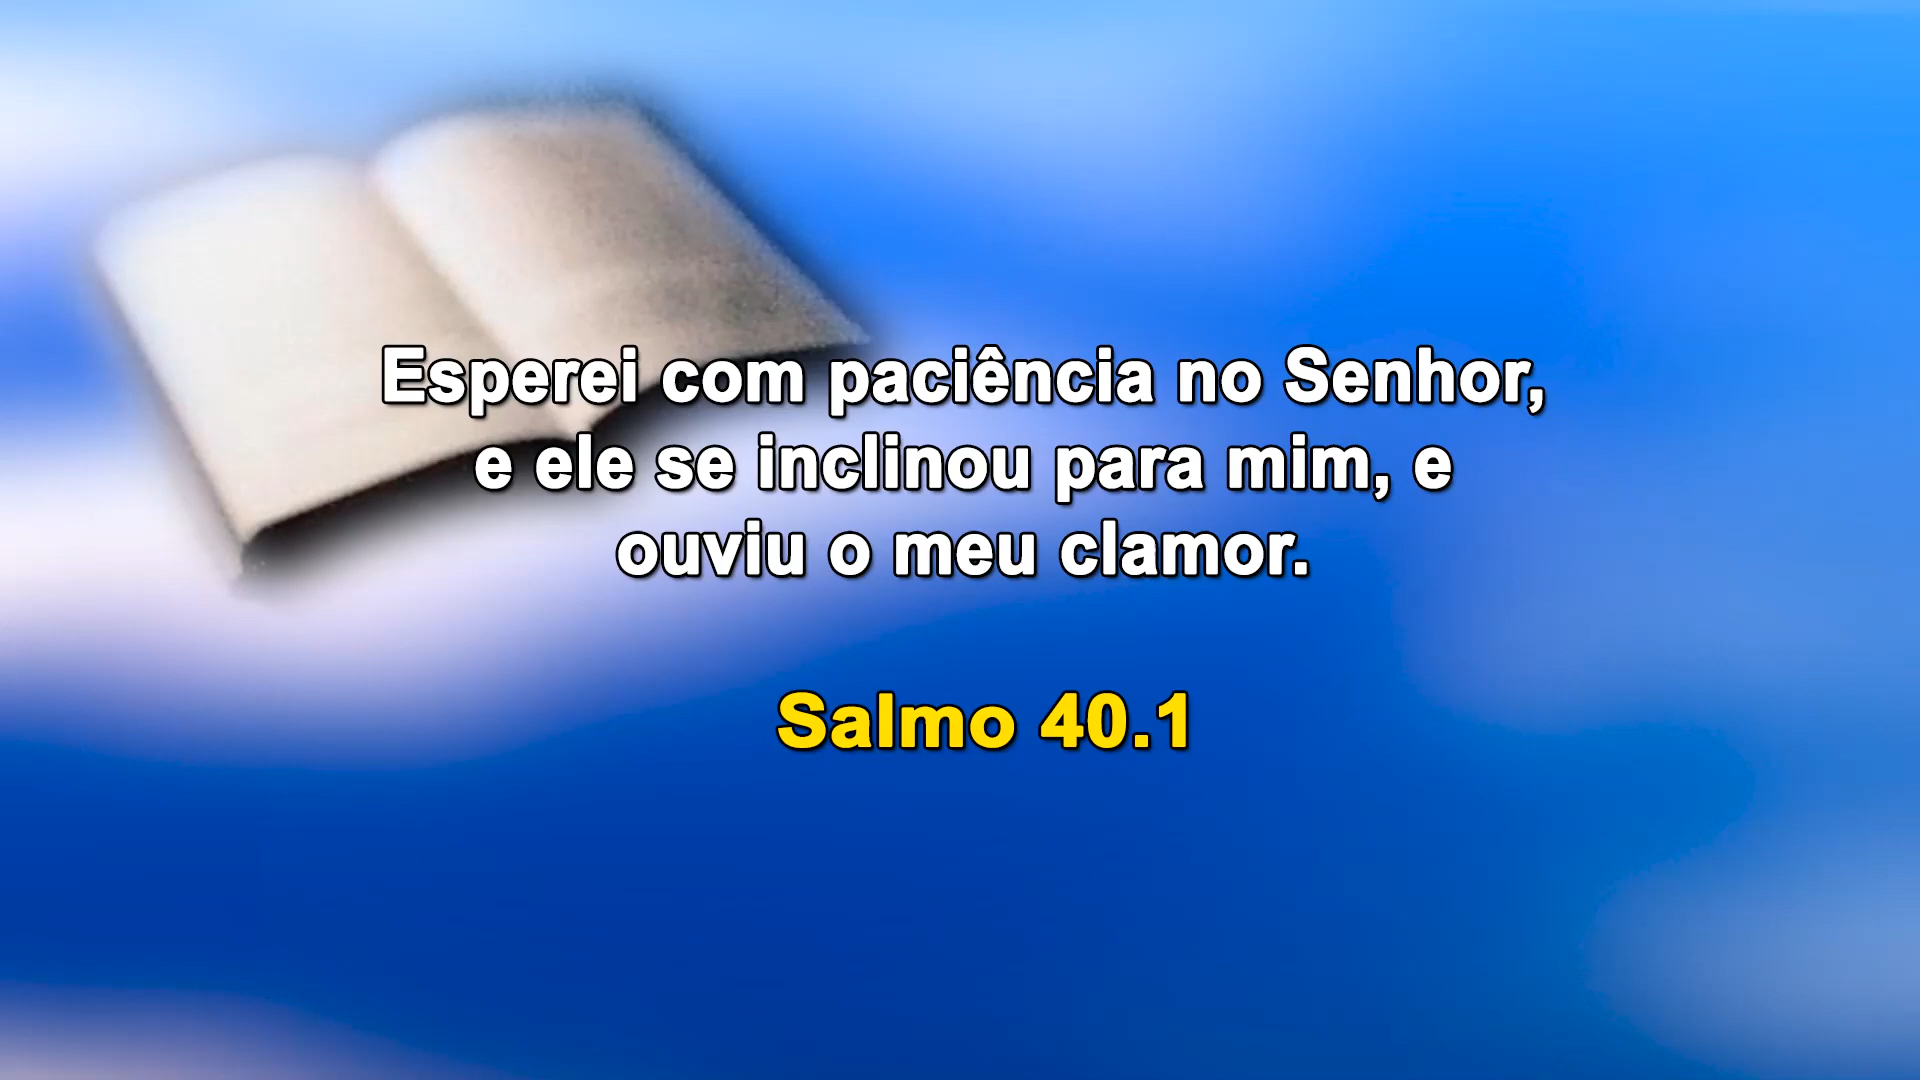 Esperei com paciência no Senhor,
e ele se inclinou para mim, e
ouviu o meu clamor.
Salmo 40.1